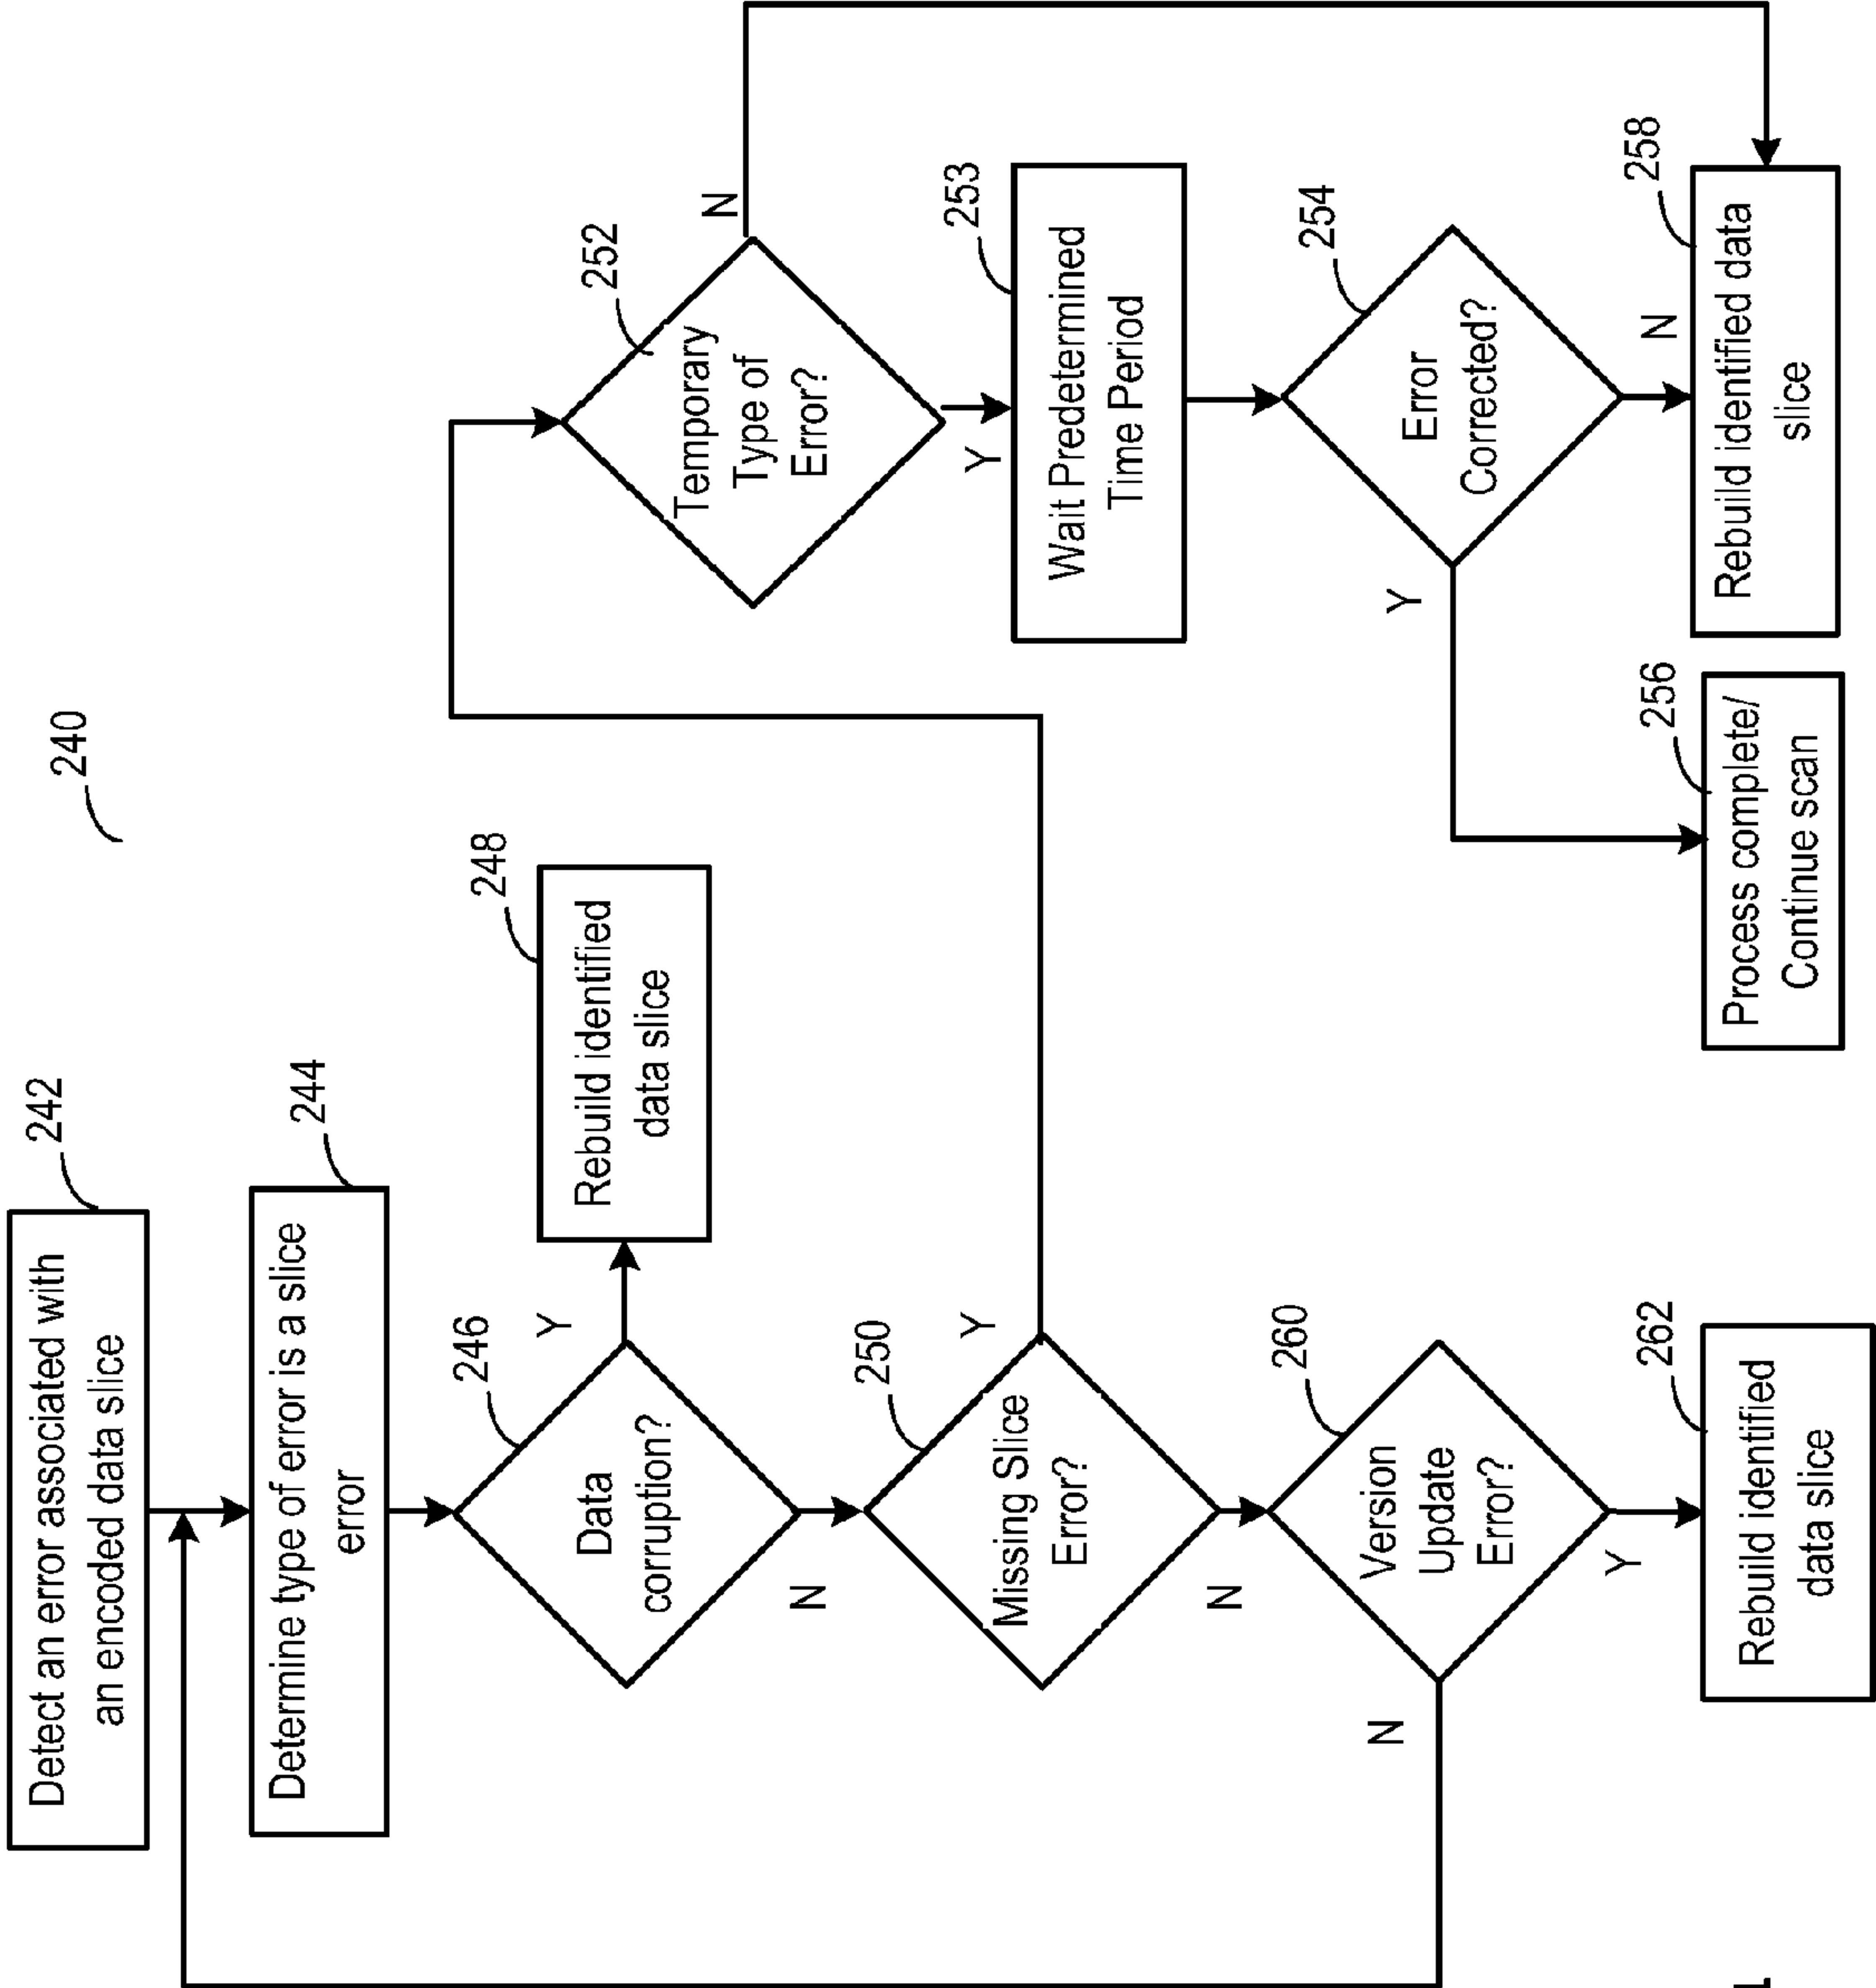 240
242
Detect an error associated with
an encoded data slice
244
Determine type of error is a slice
error
246
Data
corruption?
Y
N
248
Rebuild identified
data slice
250
Missing Slice
Error?
Y
N
260
Version
Update
Error?
N
Y
262
Rebuild identified
data slice
252
Temporary
Type of
Error?
N
Y
253
Wait Predetermined
Time Period
254
Error
Corrected?
Y
N
256
Process complete/
Continue scan
258
Rebuild identified data
slice